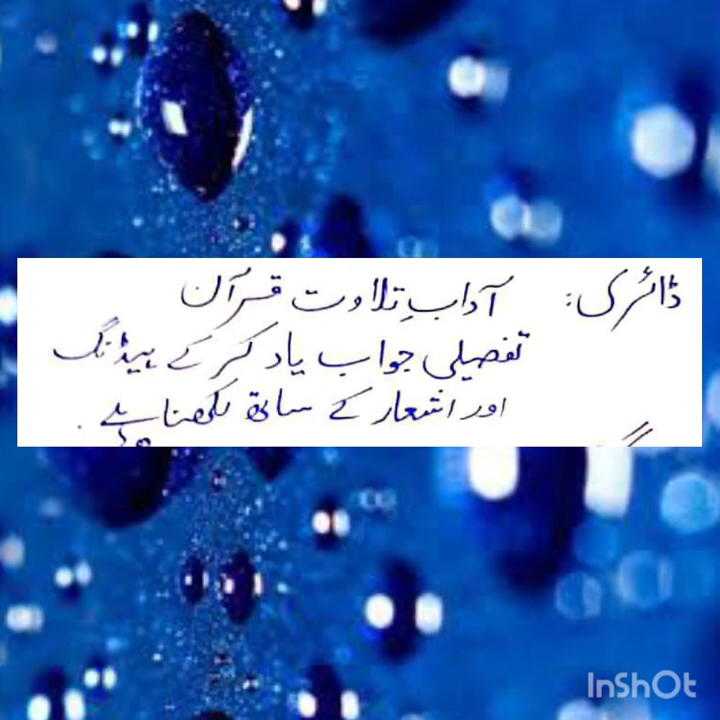 ڈائری: آدابِ تلاوت قرآن
تفصیلی جواب یاد کر کے ہیڈنگ
اور اشعار کے ساتھ لکھنا ہے۔
InShOt